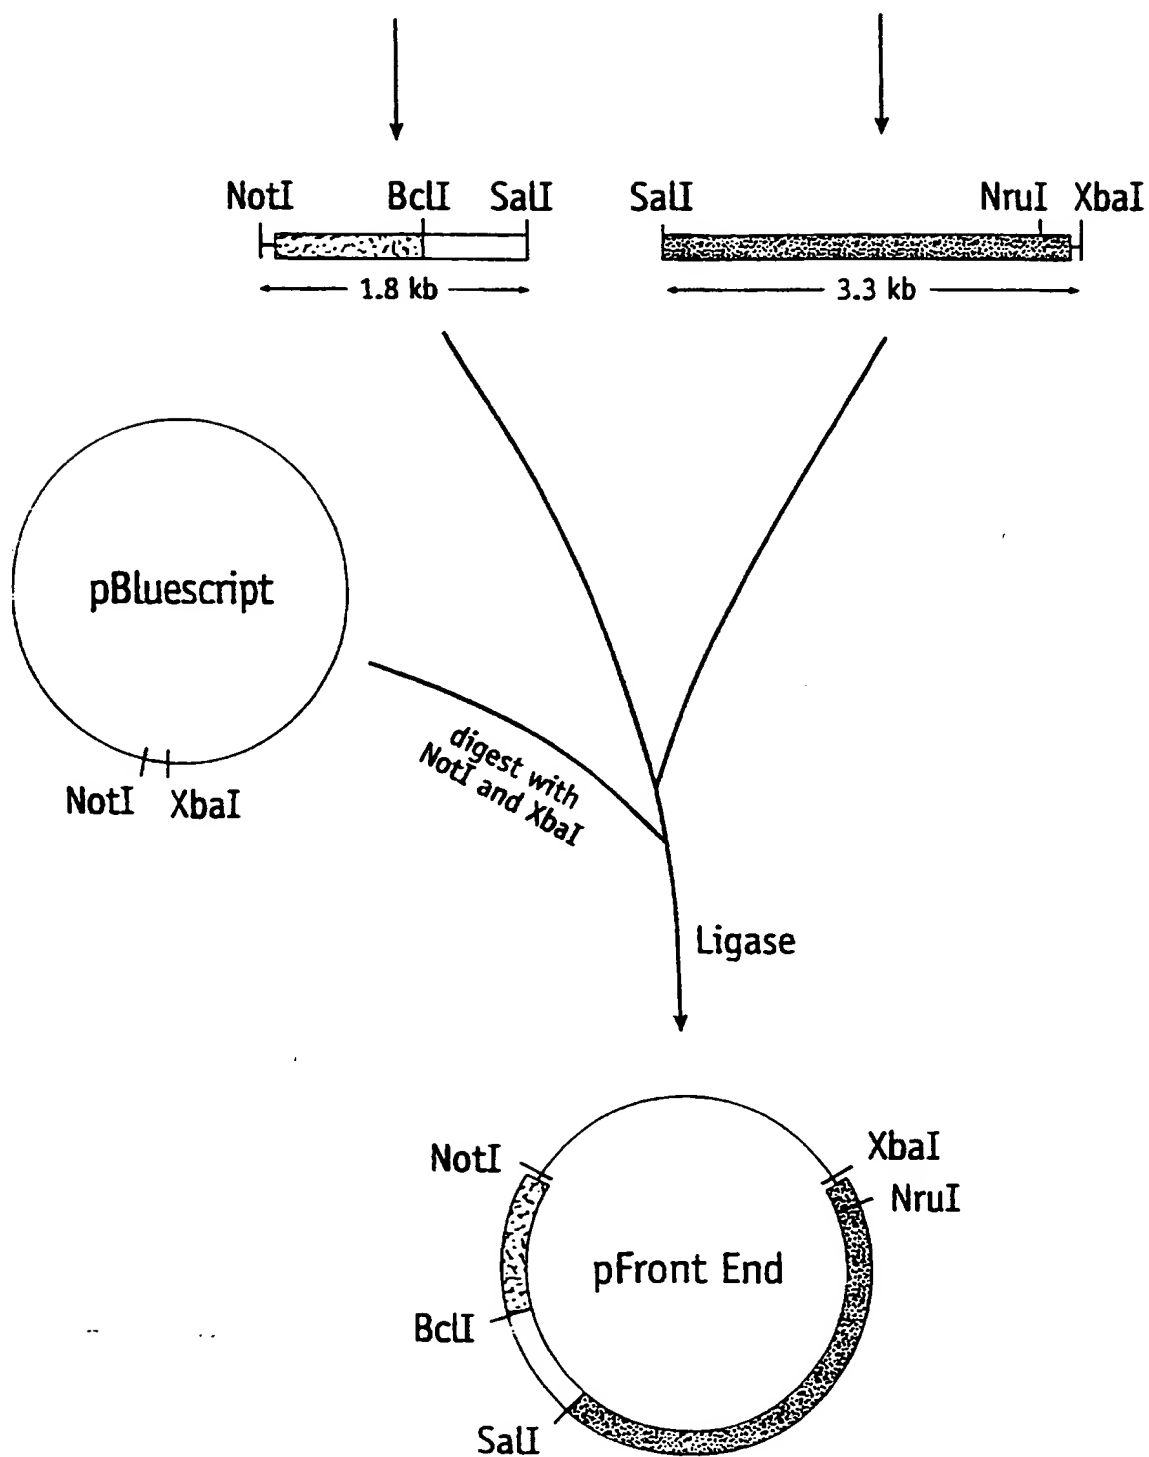 NotI BclI SalI SalI NruI XbaI
1.8 kb 3.3 kb
pBluescript
NotI XbaI
digest with
NotI and XbaI
Ligase
NotI XbaI
NruI
pFront End
BclI
SalI